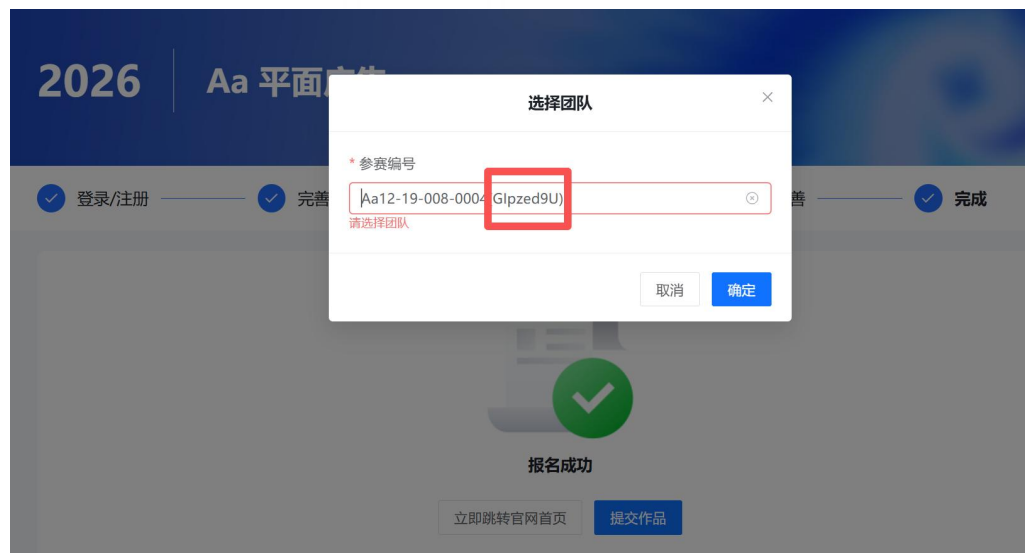 2026
Aa 平面广告
选择团队
* 参赛编号
登录/注册
完善
Aa12-19-008-0004 GIpzed9U)
善
完成
请选择团队
取消
确定
报名成功
立即跳转官网首页
提交作品